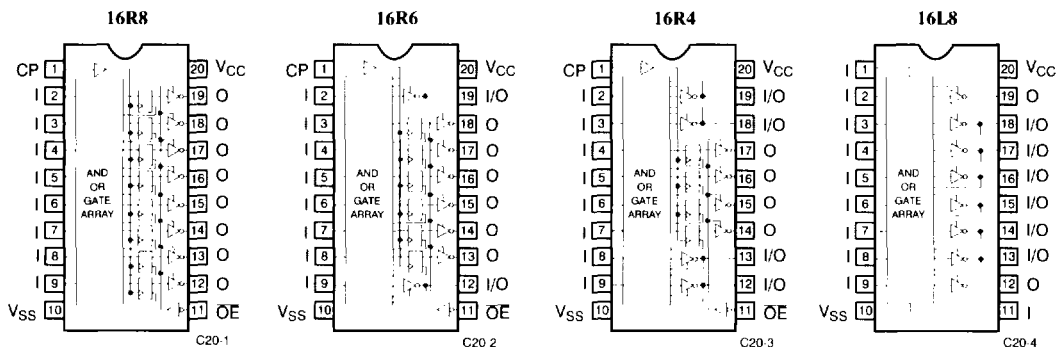 16R8
CP 1 20 VCC
I 2 19 O
I 3 18 O
I 4 17 O
I 5 16 O
I 6 15 O
I 7 14 O
I 8 13 O
I 9 12 O
VSS 10 11 OE
AND
OR
GATE
ARRAY
C20-1
16R6
CP 1 20 VCC
I 2 19 I/O
I 3 18 O
I 4 17 O
I 5 16 O
I 6 15 O
I 7 14 O
I 8 13 O
I 9 12 I/O
VSS 10 11 OE
AND
OR
GATE
ARRAY
C20-2
16R4
CP 1 20 VCC
I 2 19 I/O
I 3 18 I/O
I 4 17 O
I 5 16 O
I 6 15 O
I 7 14 O
I 8 13 I/O
I 9 12 I/O
VSS 10 11 OE
AND
OR
GATE
ARRAY
C20-3
16L8
I 1 20 VCC
I 2 19 O
I 3 18 I/O
I 4 17 I/O
I 5 16 I/O
I 6 15 I/O
I 7 14 I/O
I 8 13 I/O
I 9 12 O
VSS 10 11 I
AND
OR
GATE
ARRAY
C20-4